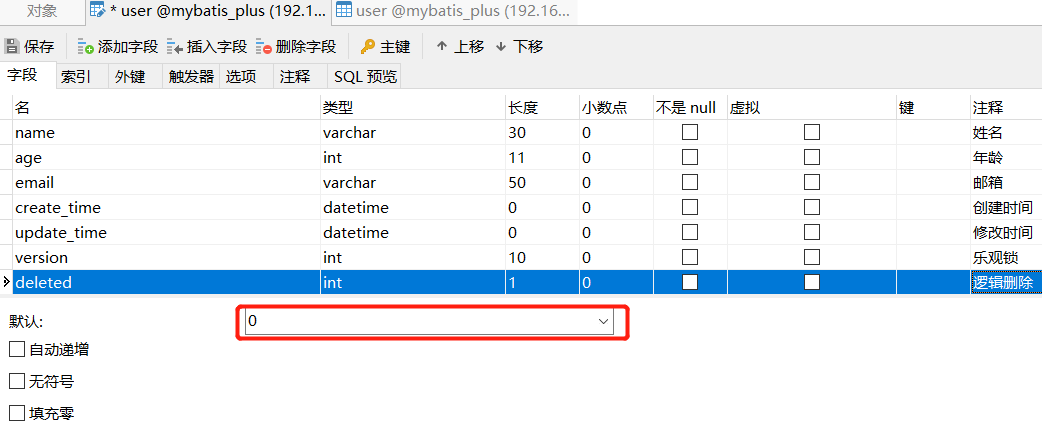 对象 * user @mybatis_plus (192.1... user @mybatis_plus (192.16...
保存 添加字段 插入字段 删除字段 主键 上移 下移
字段 索引 外键 触发器 选项 注释 SQL 预览
名 类型 长度 小数点 不是 null 虚拟 键 注释
name varchar 30 0 姓名
age int 11 0 年龄
email varchar 50 0 邮箱
create_time datetime 0 0 创建时间
update_time datetime 0 0 修改时间
version int 10 0 乐观锁
deleted int 1 0 逻辑删除
默认: 0
自动递增
无符号
填充零